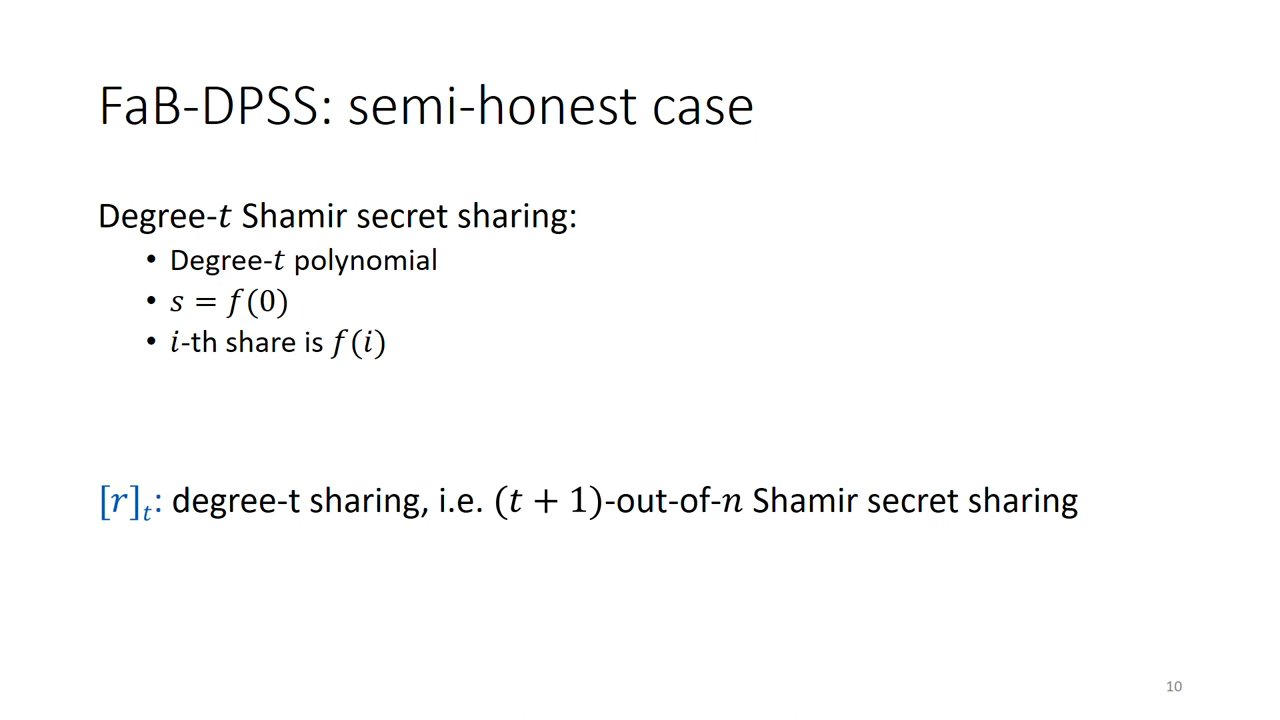 FaB-DPSS: semi-honest case
Degree-t Shamir secret sharing:
• Degree-t polynomial
• s = f(0)
• i-th share is f(i)
[r]_t: degree-t sharing, i.e. (t + 1)-out-of-n Shamir secret sharing
10